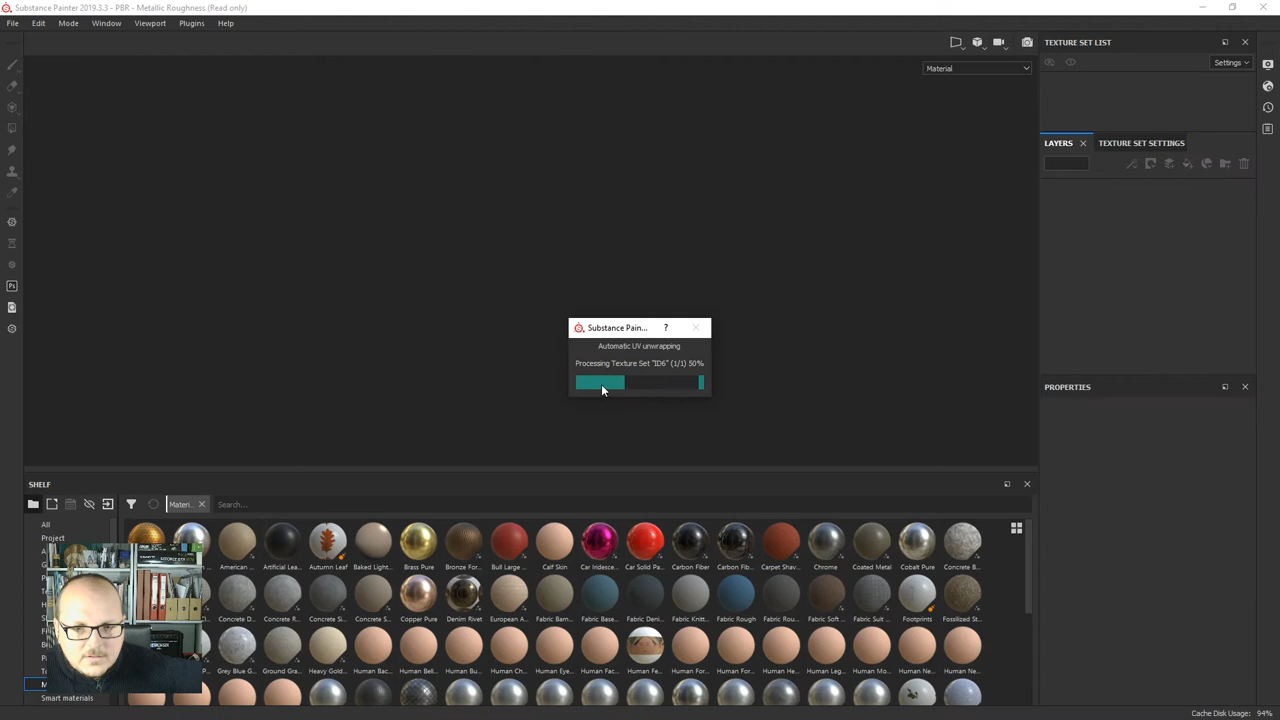 Substance Painter 2019.3.3 - PBR - Metallic Roughness (Read only)
File Edit Mode Window Viewport Plugins Help
Material
TEXTURE SET LIST
Settings
LAYERS
TEXTURE SET SETTINGS
Substance Pain... ?
Automatic UV unwrapping
Processing Texture Set "ID6" (1/1) 50%
PROPERTIES
SHELF
Materi...
Search...
All
Project
Smart materials
American ... Artificial Lea... Autumn Leaf Baked Light... Brass Pure Bronze For... Bull Large ... Calf Skin Car Iridesce... Car Solid Pa... Carbon Fiber Carbon Fib... Carpet Shav... Chrome Coated Metal Cobalt Pure Concrete B...
Concrete D... Concrete G... Concrete Si... Concrete S... Copper Pure Denim Rivet European A... Fabric Bam... Fabric Base... Fabric Deni... Fabric Knitt... Fabric Rough Fabric Rou... Fabric Soft ... Fabric Suit ... Footprints Fossilized St...
Grey Blue G... Ground Gra... Heavy Gold... Human Bac... Human Bell... Human Bu... Human Ch... Human Eye... Human Fac... Human Fe... Human For... Human For... Human He... Human Leg... Human Mo... Human Ne... Human Ne...
Ps
Cache Disk Usage: 94%